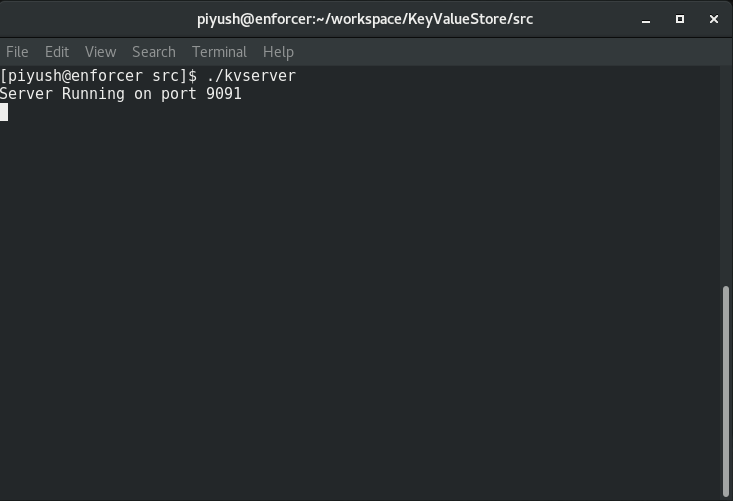 piyush@enforcer:~/workspace/KeyValueStore/src
File Edit View Search Terminal Help
[piyush@enforcer src]$ ./kvserver
Server Running on port 9091